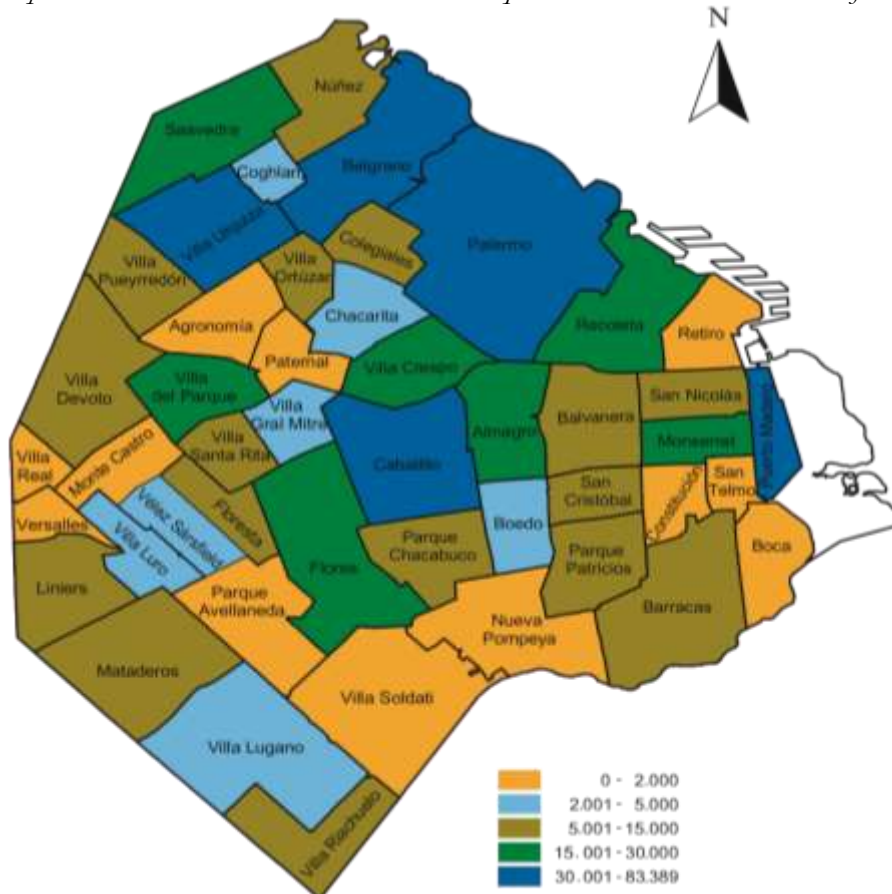 N
Núñez
Saavedra
Coghlan
Belgrano
Villa Urquiza
Palermo
Colegiales
Villa
Pueyrredón
Villa
Ortúzar
Chacarita
Agronomía
Recoleta
Retiro
Paternal
Villa Crespo
Villa
Devoto
Villa
del Parque
Villa
Gral Mitre
San Nicolás
Balvanera
Almagro
Monserrat
Puerto Madero
Villa
Santa Rita
Caballito
Villa
Real
Monte Castro
San
Telmo
Constitución
San
Cristóbal
Versalles
Vélez Sársfield
Floresta
Boedo
Villa Luro
Parque
Chacabuco
Boca
Parque
Patricios
Liniers
Flores
Parque
Avellaneda
Barracas
Nueva
Pompeya
Mataderos
Villa Soldati
Villa Lugano
Villa Riachuelo
0 - 2.000
2.001 - 5.000
5.001 - 15.000
15.001 - 30.000
30.001 - 83.389